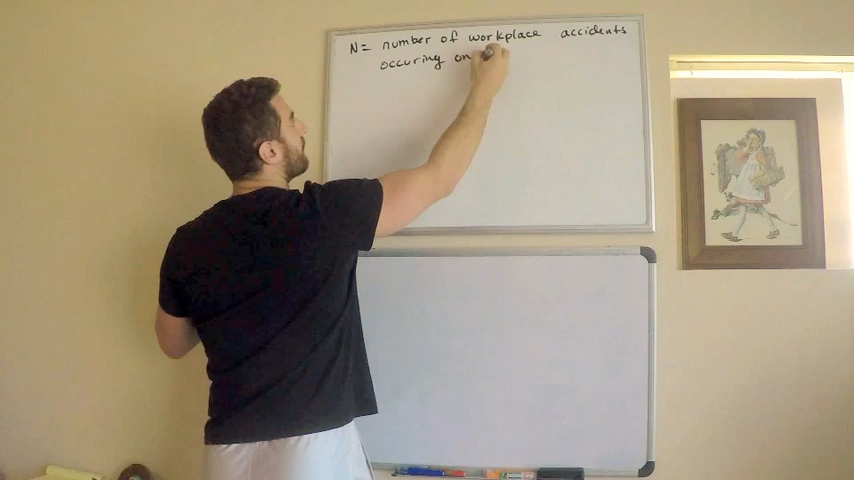 N= number of workplace accidents
occuring on